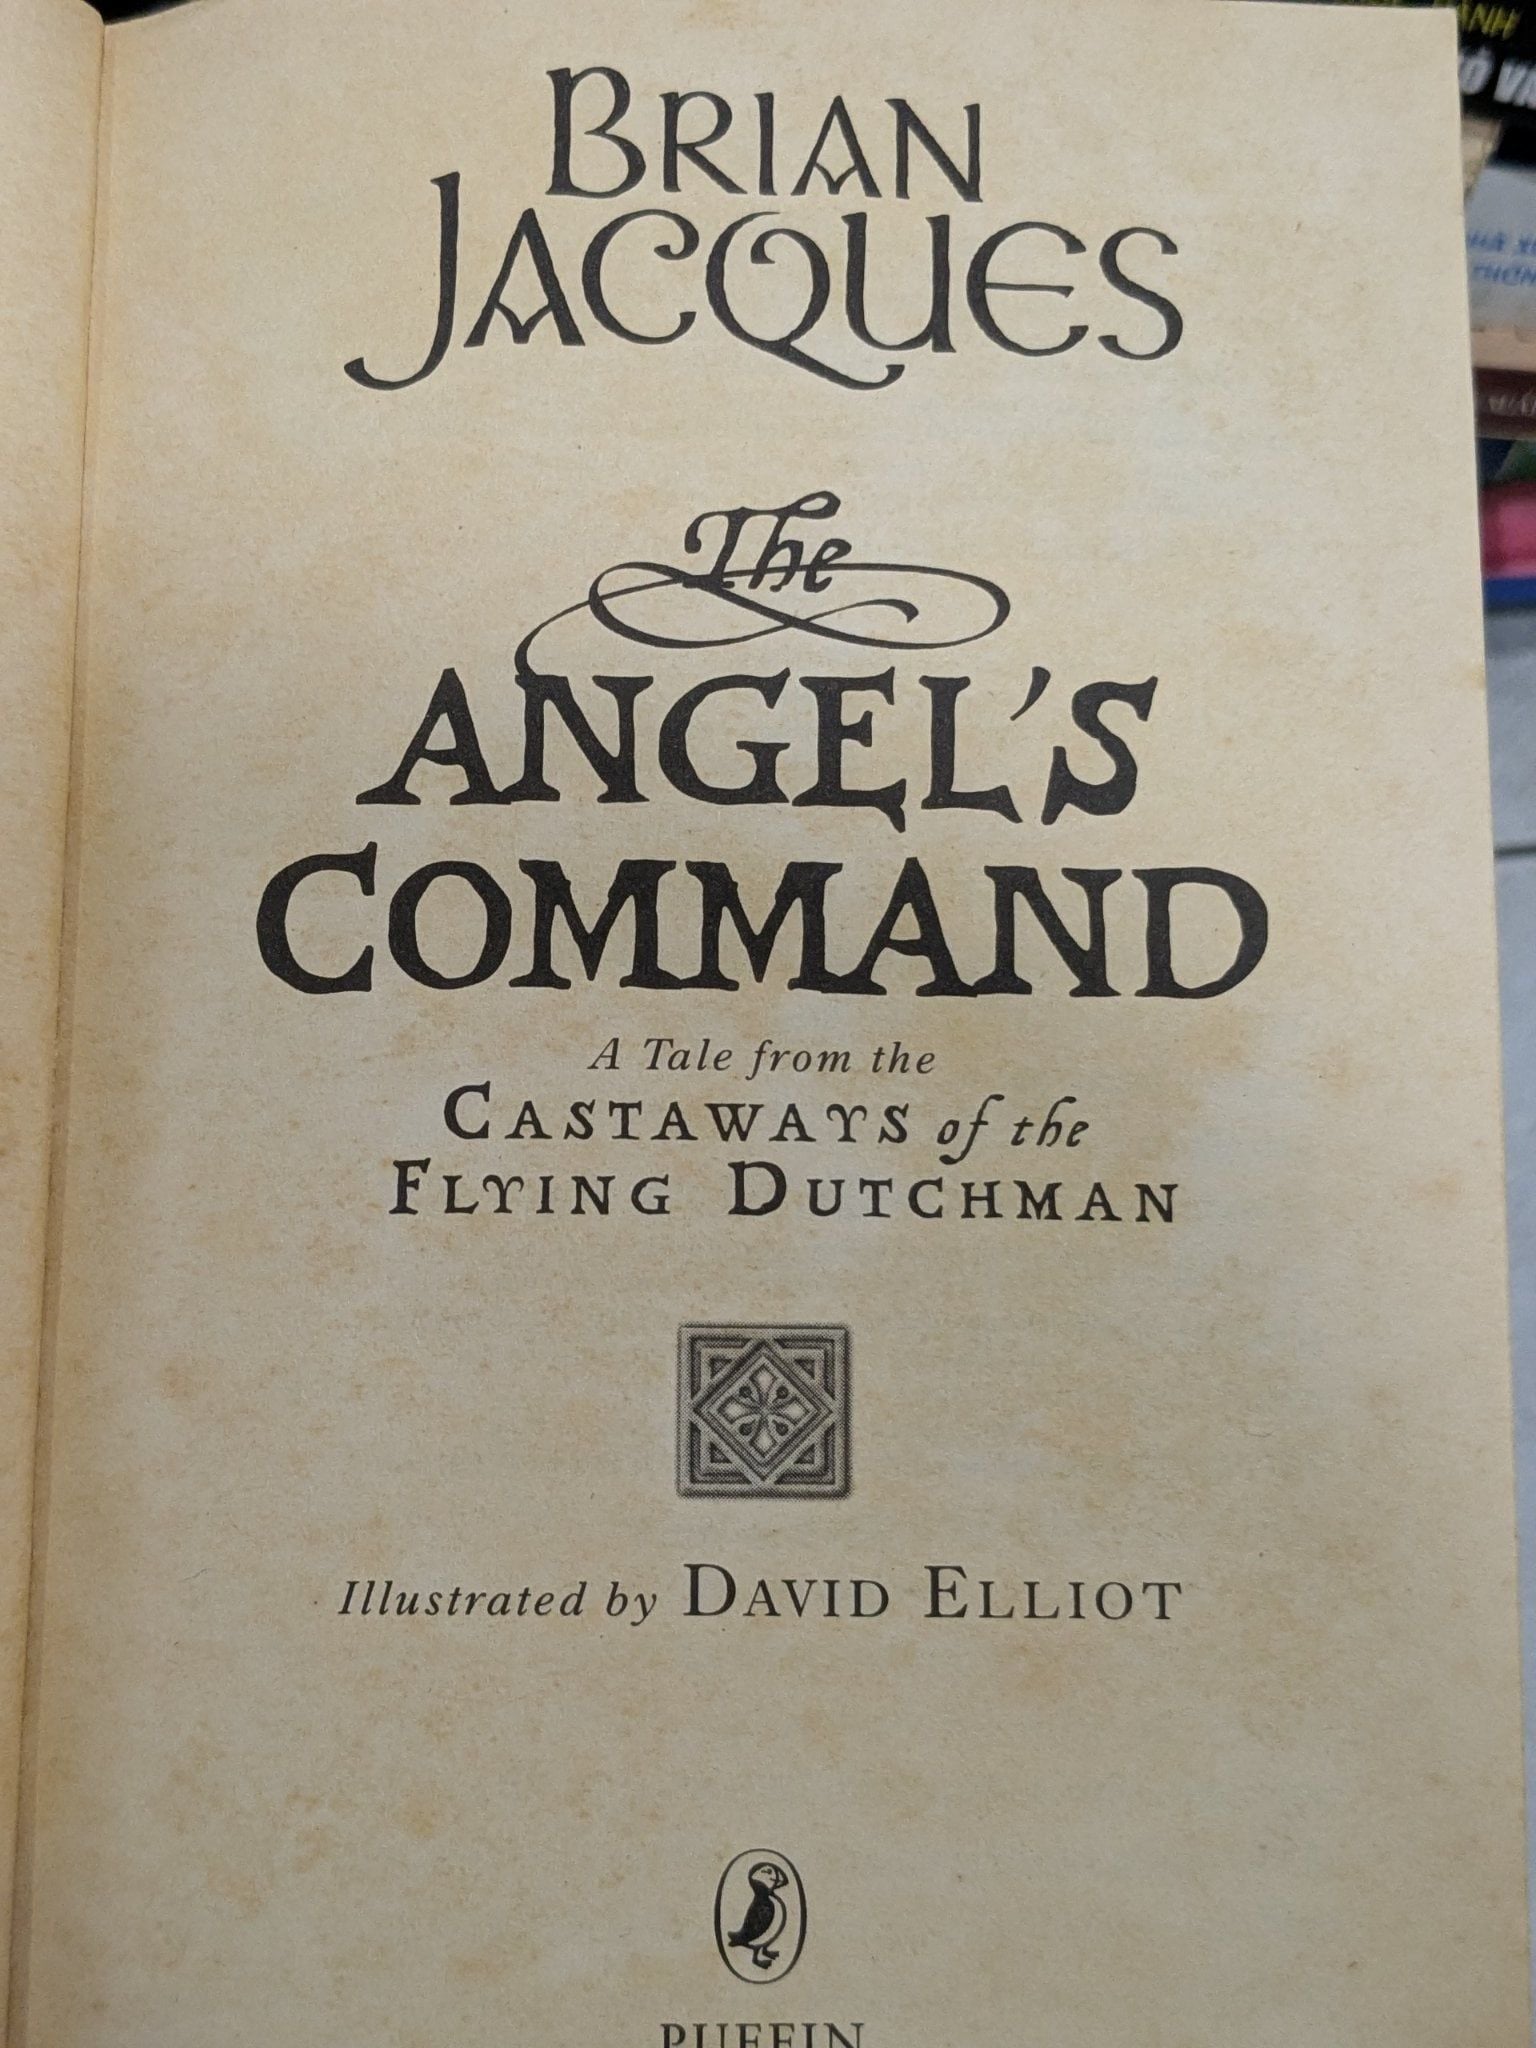 BRIAN
JACQUES
The
ANGEL'S
COMMAND
A Tale from the
CASTAWAYS of the
FLYING DUTCHMAN
Illustrated by DAVID ELLIOT
PUFFIN